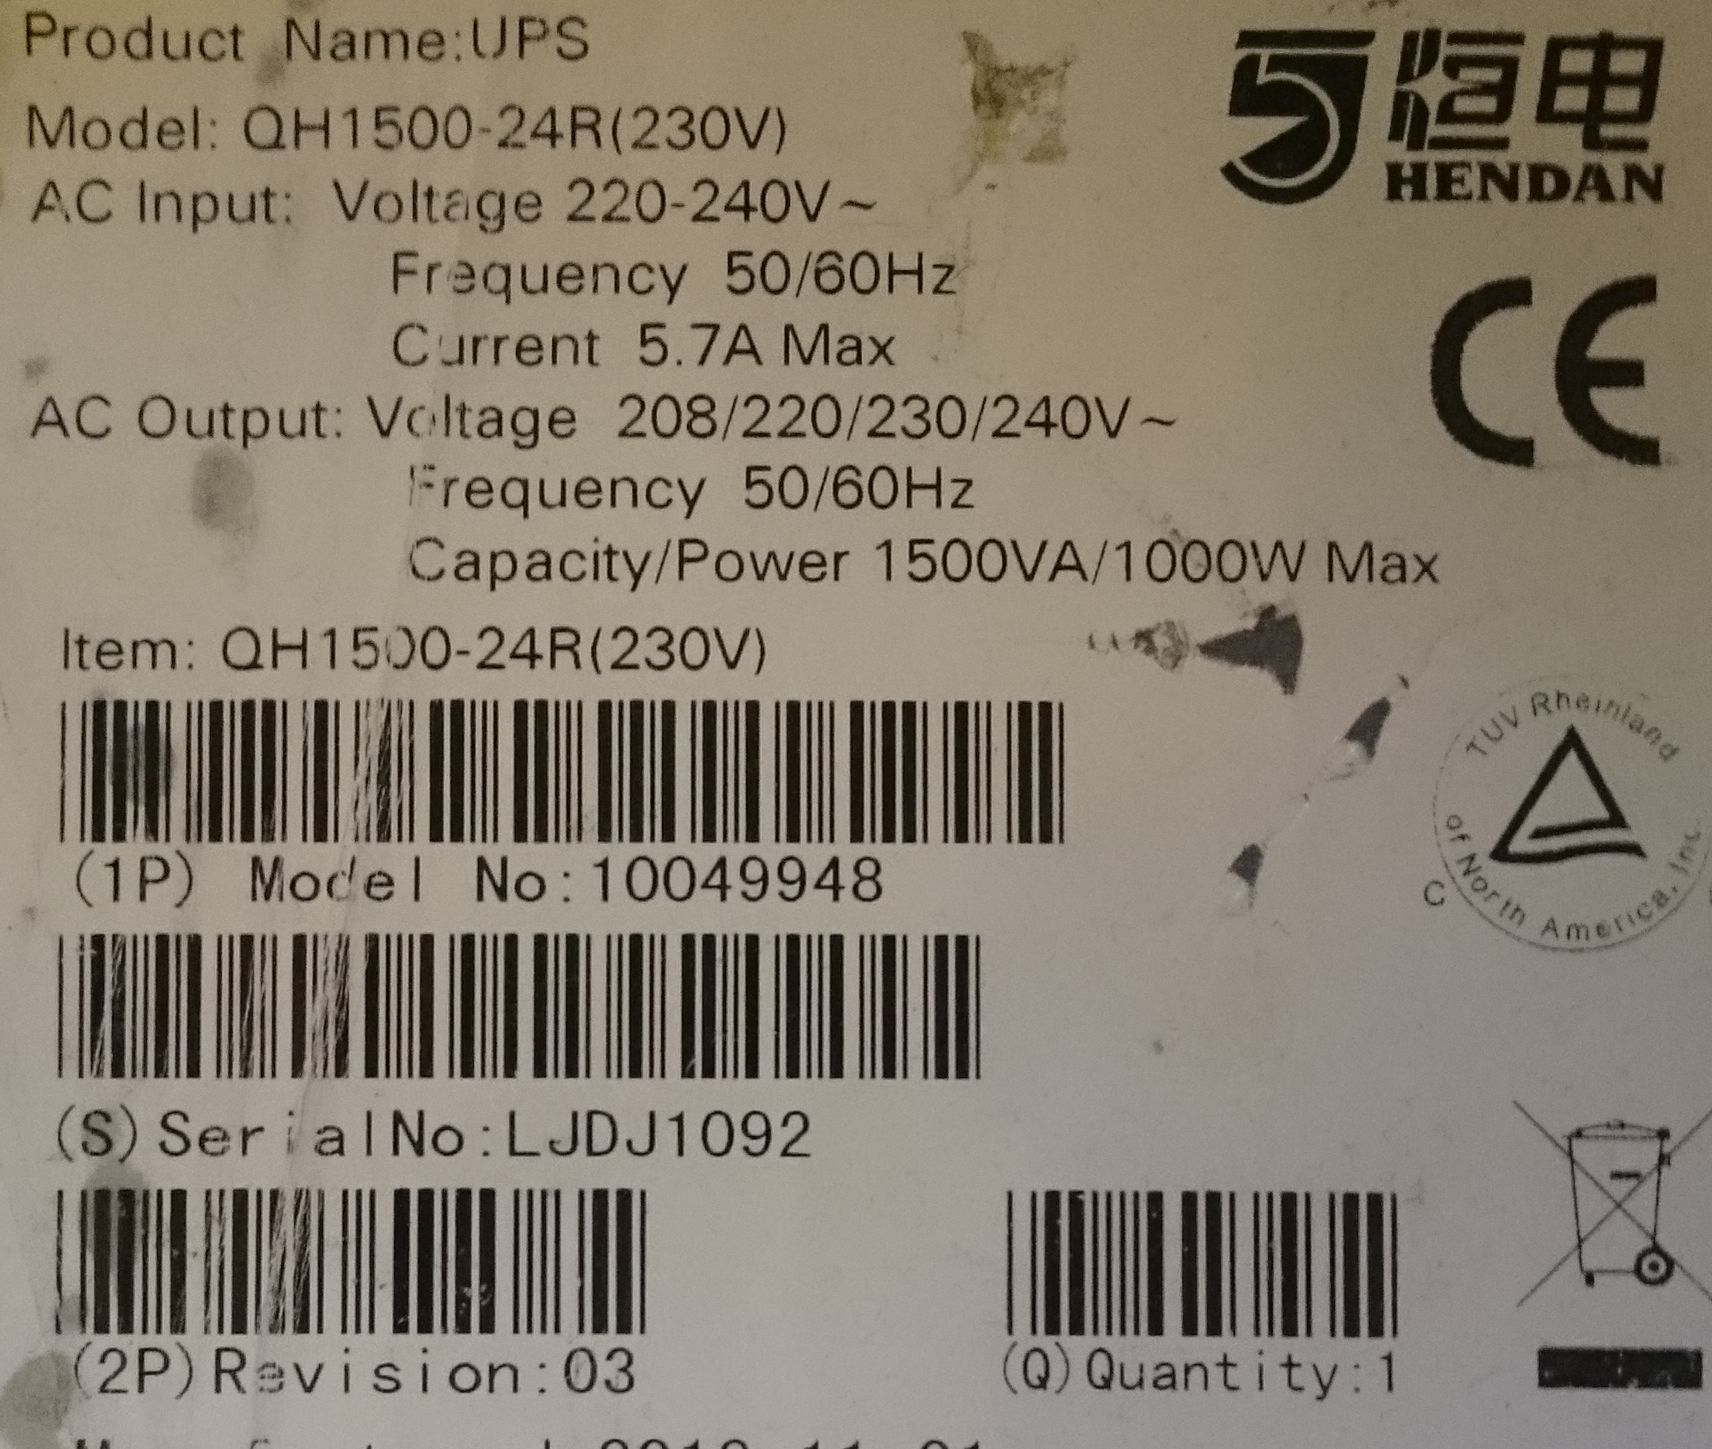 Product Name:UPS
恒电
HENDAN
Model: QH1500-24R(230V)
AC Input: Voltage 220-240V~
Frequency 50/60Hz
Current 5.7A Max
CE
AC Output: Voltage 208/220/230/240V~
Frequency 50/60Hz
Capacity/Power 1500VA/1000W Max
Item: QH1500-24R(230V)
TUV Rheinland
of North America, Inc.
C
(1P) Model No:10049948
(S)SerialNo:LJDJ1092
(2P)Revision:03
(Q)Quantity:1